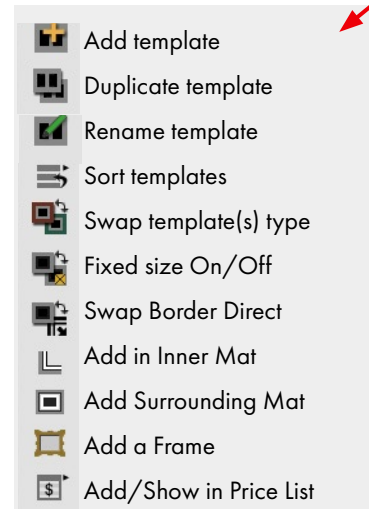 Add template
Duplicate template
Rename template
Sort templates
Swap template(s) type
Fixed size On/Off
Swap Border Direct
Add in Inner Mat
Add Surrounding Mat
Add a Frame
$ Add/Show in Price List